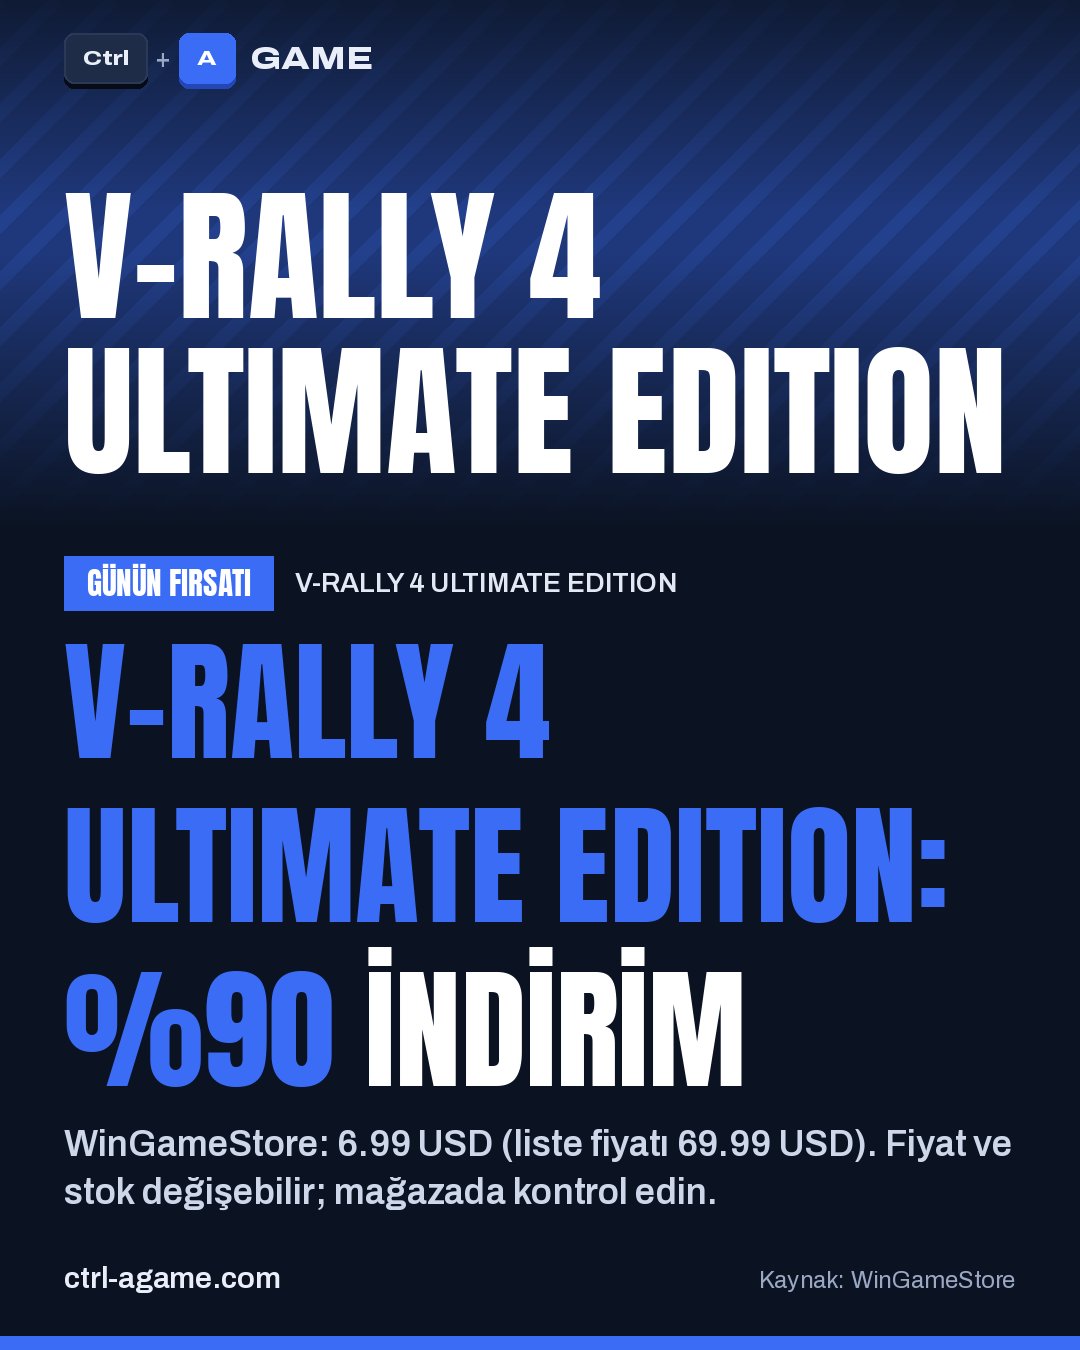 Ctrl + A GAME
V-RALLY 4
ULTIMATE EDITION
GÜNÜN FIRSATI V-RALLY 4 ULTIMATE EDITION
V-RALLY 4
ULTIMATE EDITION:
%90 İNDİRİM
WinGameStore: 6.99 USD (liste fiyatı 69.99 USD). Fiyat ve
stok değişebilir; mağazada kontrol edin.
ctrl-agame.com Kaynak: WinGameStore